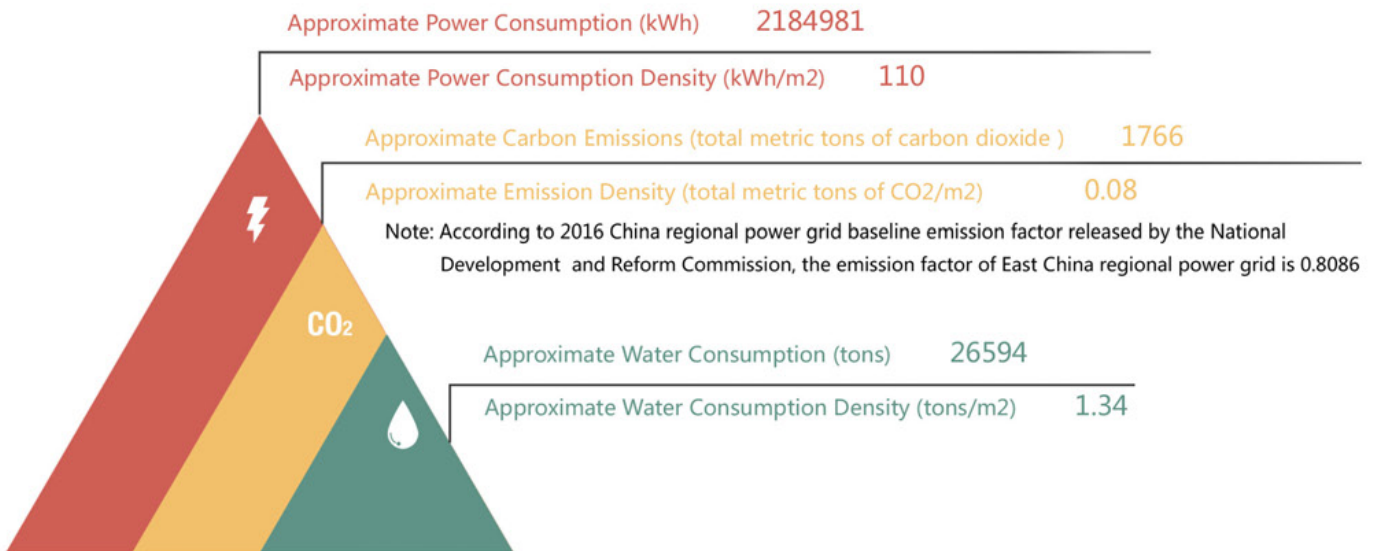 Approximate Power Consumption (kWh) 2184981
Approximate Power Consumption Density (kWh/m2) 110
Approximate Carbon Emissions (total metric tons of carbon dioxide ) 1766
Approximate Emission Density (total metric tons of CO2/m2) 0.08
Note: According to 2016 China regional power grid baseline emission factor released by the National
Development and Reform Commission, the emission factor of East China regional power grid is 0.8086
CO₂
Approximate Water Consumption (tons) 26594
Approximate Water Consumption Density (tons/m2) 1.34